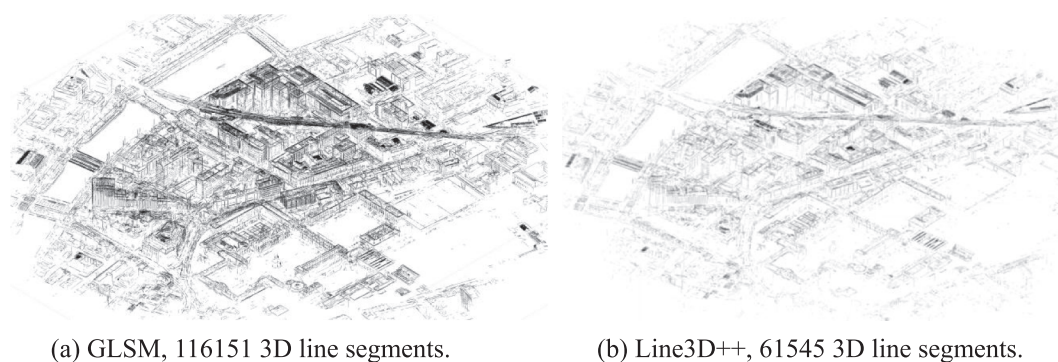 (a) GLSM, 116151 3D line segments.
(b) Line3D++, 61545 3D line segments.